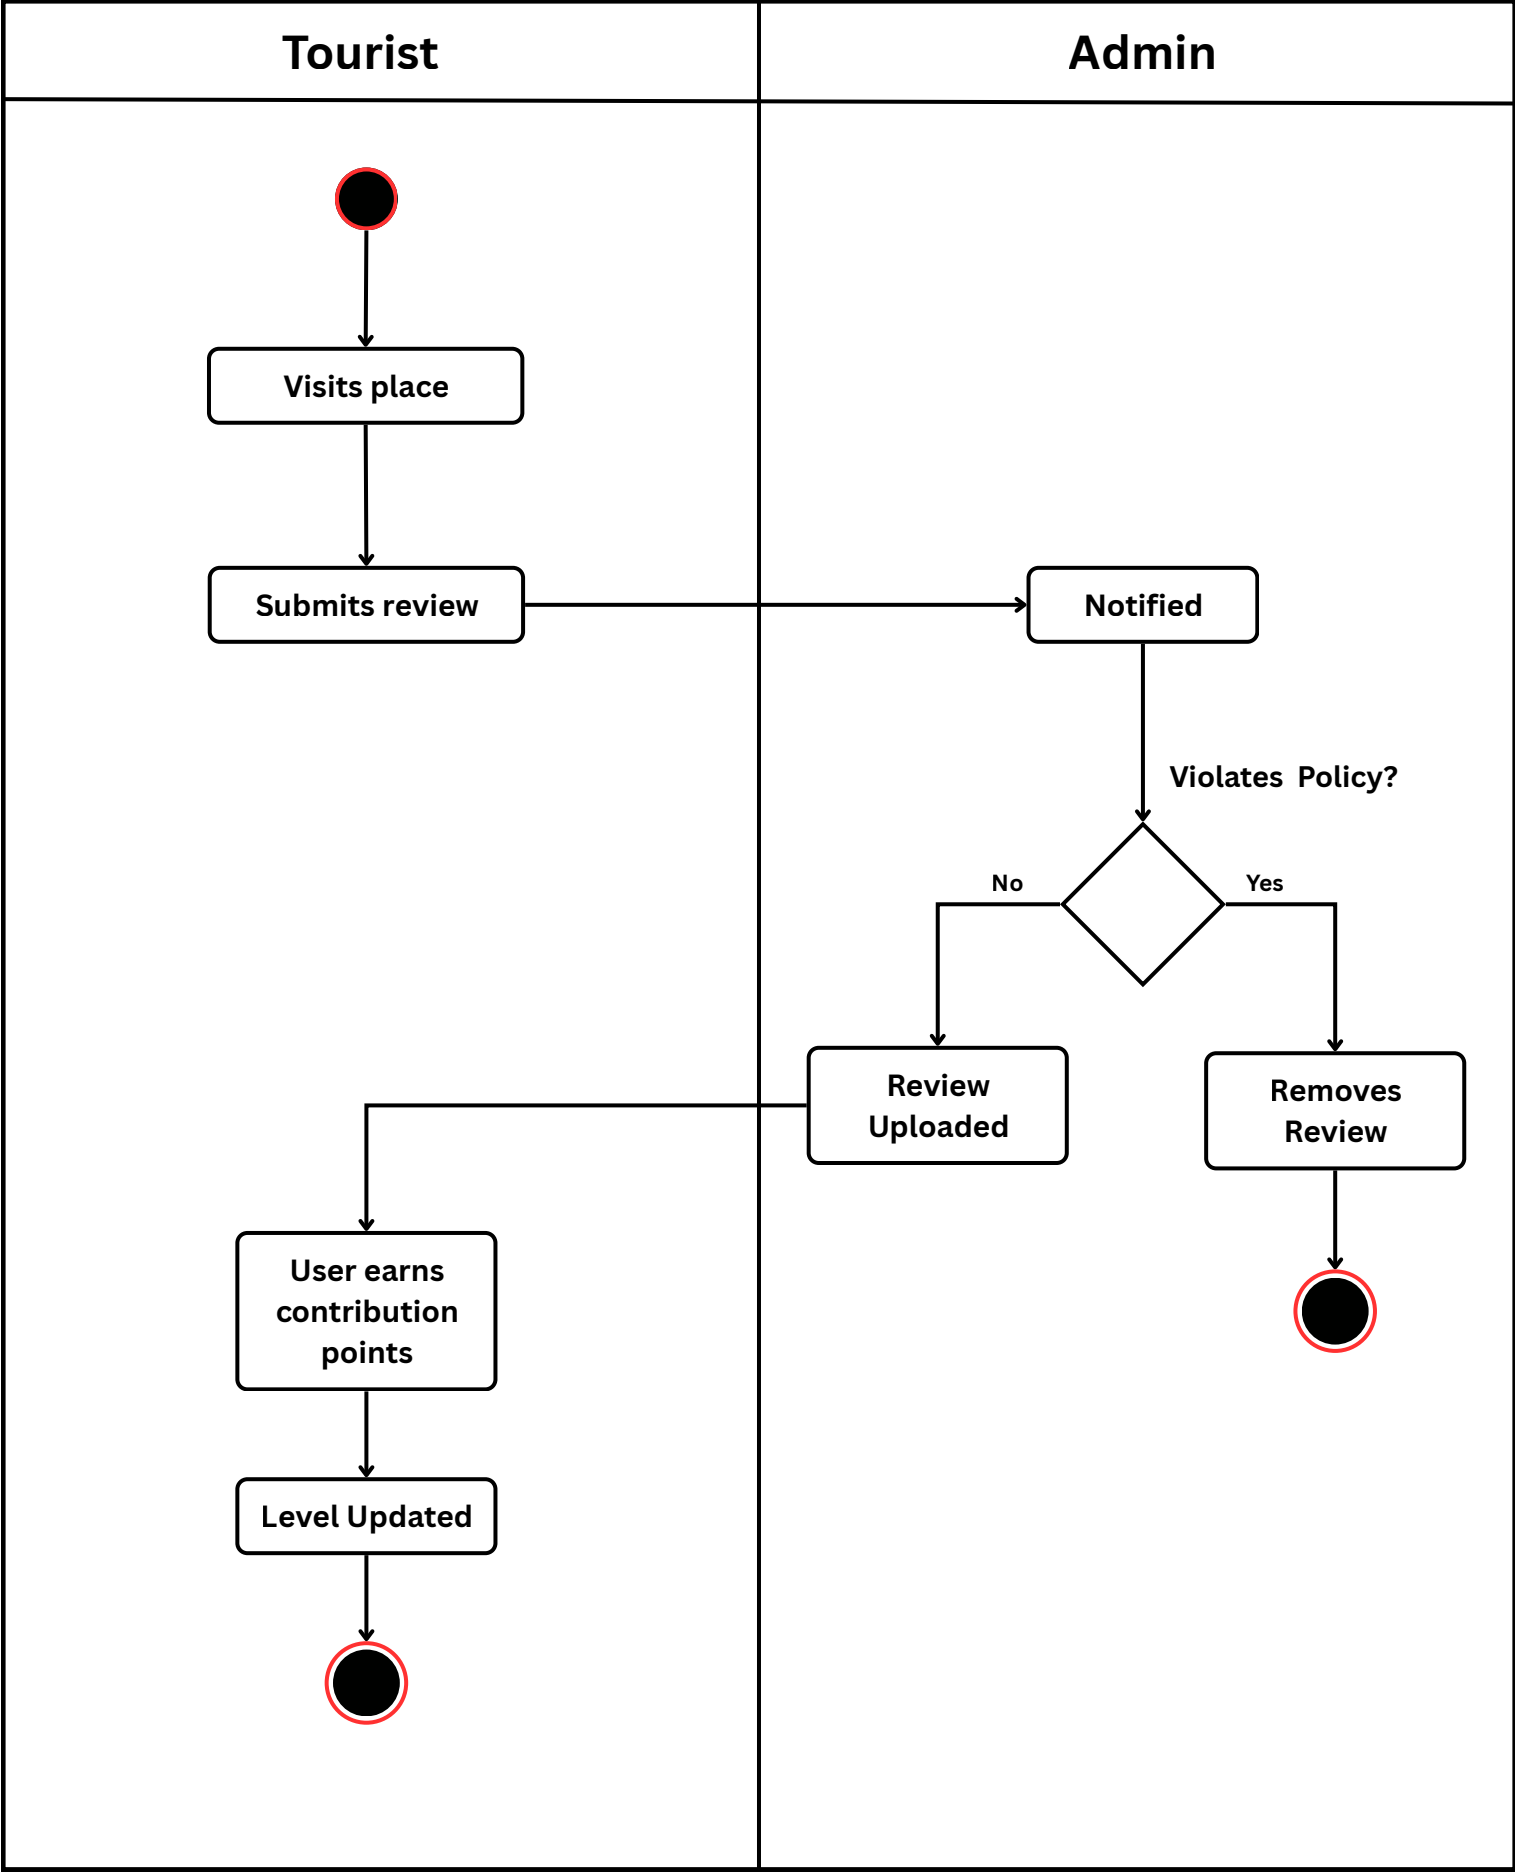 Tourist
Admin
Visits place
Submits review
Notified
Violates  Policy?
No
Yes
Review
Uploaded
Removes
Review
User earns
contribution
points
Level Updated